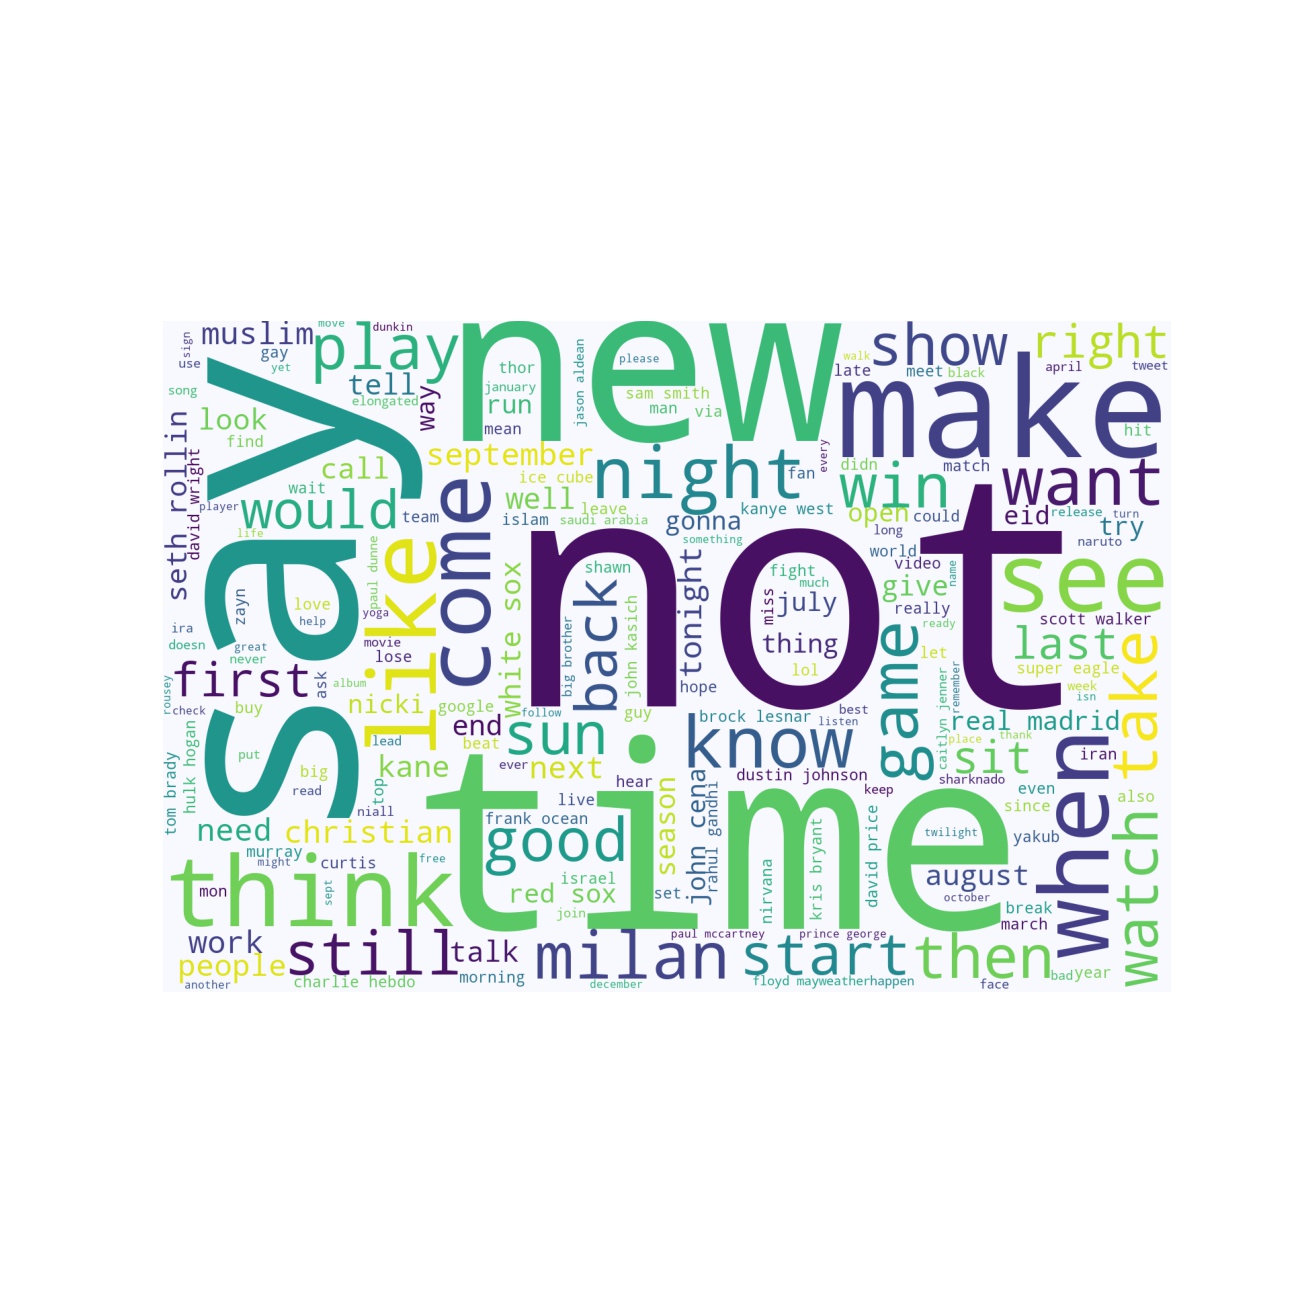 move
dunkin
muslim
sign
use
gay
yet
play
new
thor
january
run
mean
jason aldean
please
sam smith
man
via
walk
late
show
meet
black
right
april
tweet
make
hit
song
tell
elongated
way
look
find
say
call
september
night
ice cube
fan
every
didn
match
win
want
seth rollin
david wright
player
wait
would
team
well
leave
islam
saudi arabia
gonna
something
kanye west
open
could
long
eid
release
turn
try
naruto
life
like
come
not
world
video
name
see
paul dunne
zayn
love
help
yoga
white sox
shawn
back
big brother
john kasich
tonight
fight
much
miss
july
thing
lol
give
really
ready
let
scott walker
last
super eagle
week
isn
ira
doesn
great
never
movie
lose
first
ask
album
rousey
check
buy
nicki
google
follow
end
beat
guy
hope
brock lesnar
best
listen
game
caitlyn jenner
remember
real madrid
place
thank
take
tom brady
hulk hogan
put
lead
big
read
kane
top
niall
sun
ever
next
hear
know
dustin johnson
keep
sit
sharknado
iran
even
since
also
when
watch
need
christian
murray
might
curtis
free
time
live
frank ocean
good
season
john cena
rahul gandhi
nirvana
kris bryant
david price
twilight
yakub
think
mon
sept
red sox
israel
join
set
august
october
break
march
work
people
another
still
talk
charlie hebdo
morning
milan
december
paul mccartney
prince george
start
floyd mayweather
happen
then
bad
year
face